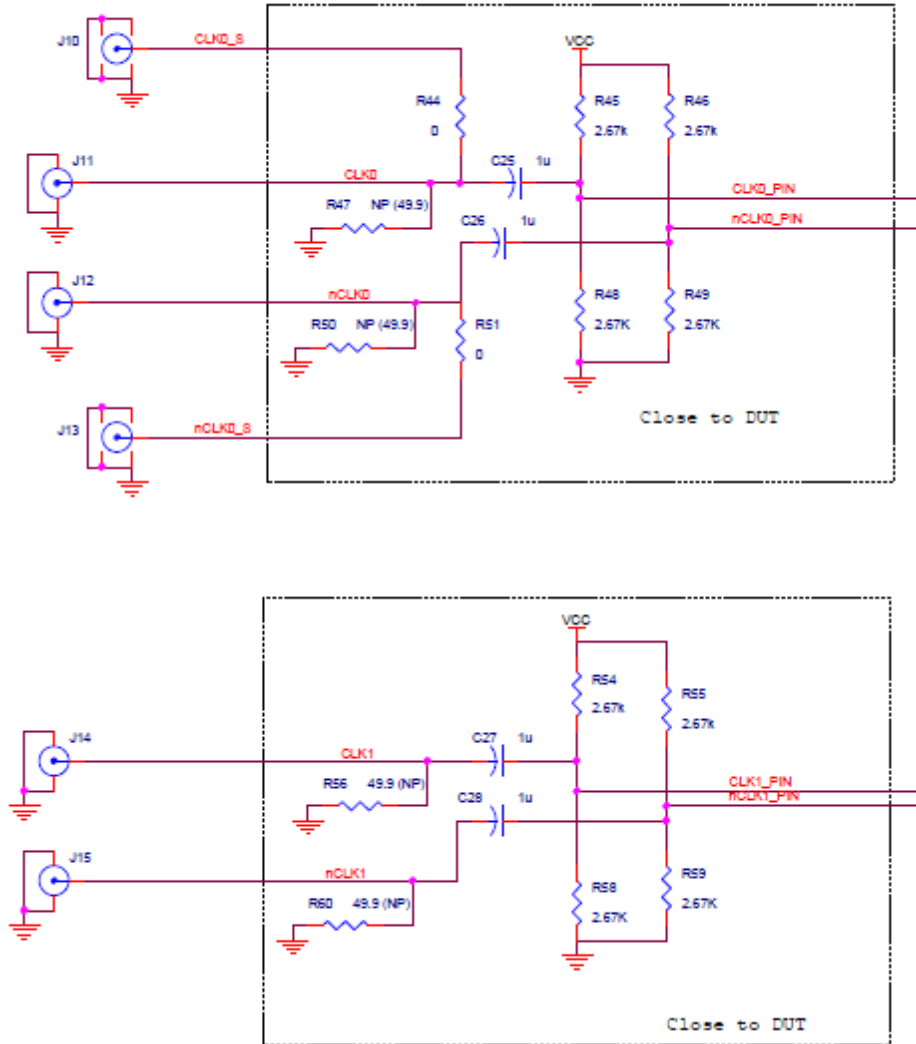 J10
CLK0_S
VCC
R44
0
R45
2.67k
R46
2.67k
J11
CLK0
C25
1u
R47
NP (49.9)
C26
1u
CLK0_PIN
nCLK0_PIN
J12
nCLK0
R50
NP (49.9)
R51
0
R48
2.67K
R49
2.67K
J13
nCLK0_S
Close to DUT
VCC
R54
2.67k
R55
2.67k
J14
CLK1
C27
1u
R56
49.9 (NP)
C28
1u
CLK1_PIN
nCLK1_PIN
J15
nCLK1
R60
49.9 (NP)
R58
2.67K
R59
2.67K
Close to DUT